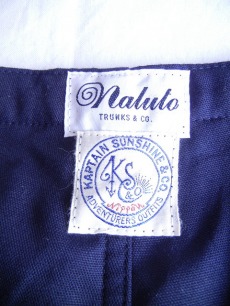 Naluto
TRUNKS & CO.
KAPTAIN SUNSHINE & CO
KS
& CO
NIPPON
ADVENTURERS OUTFITS